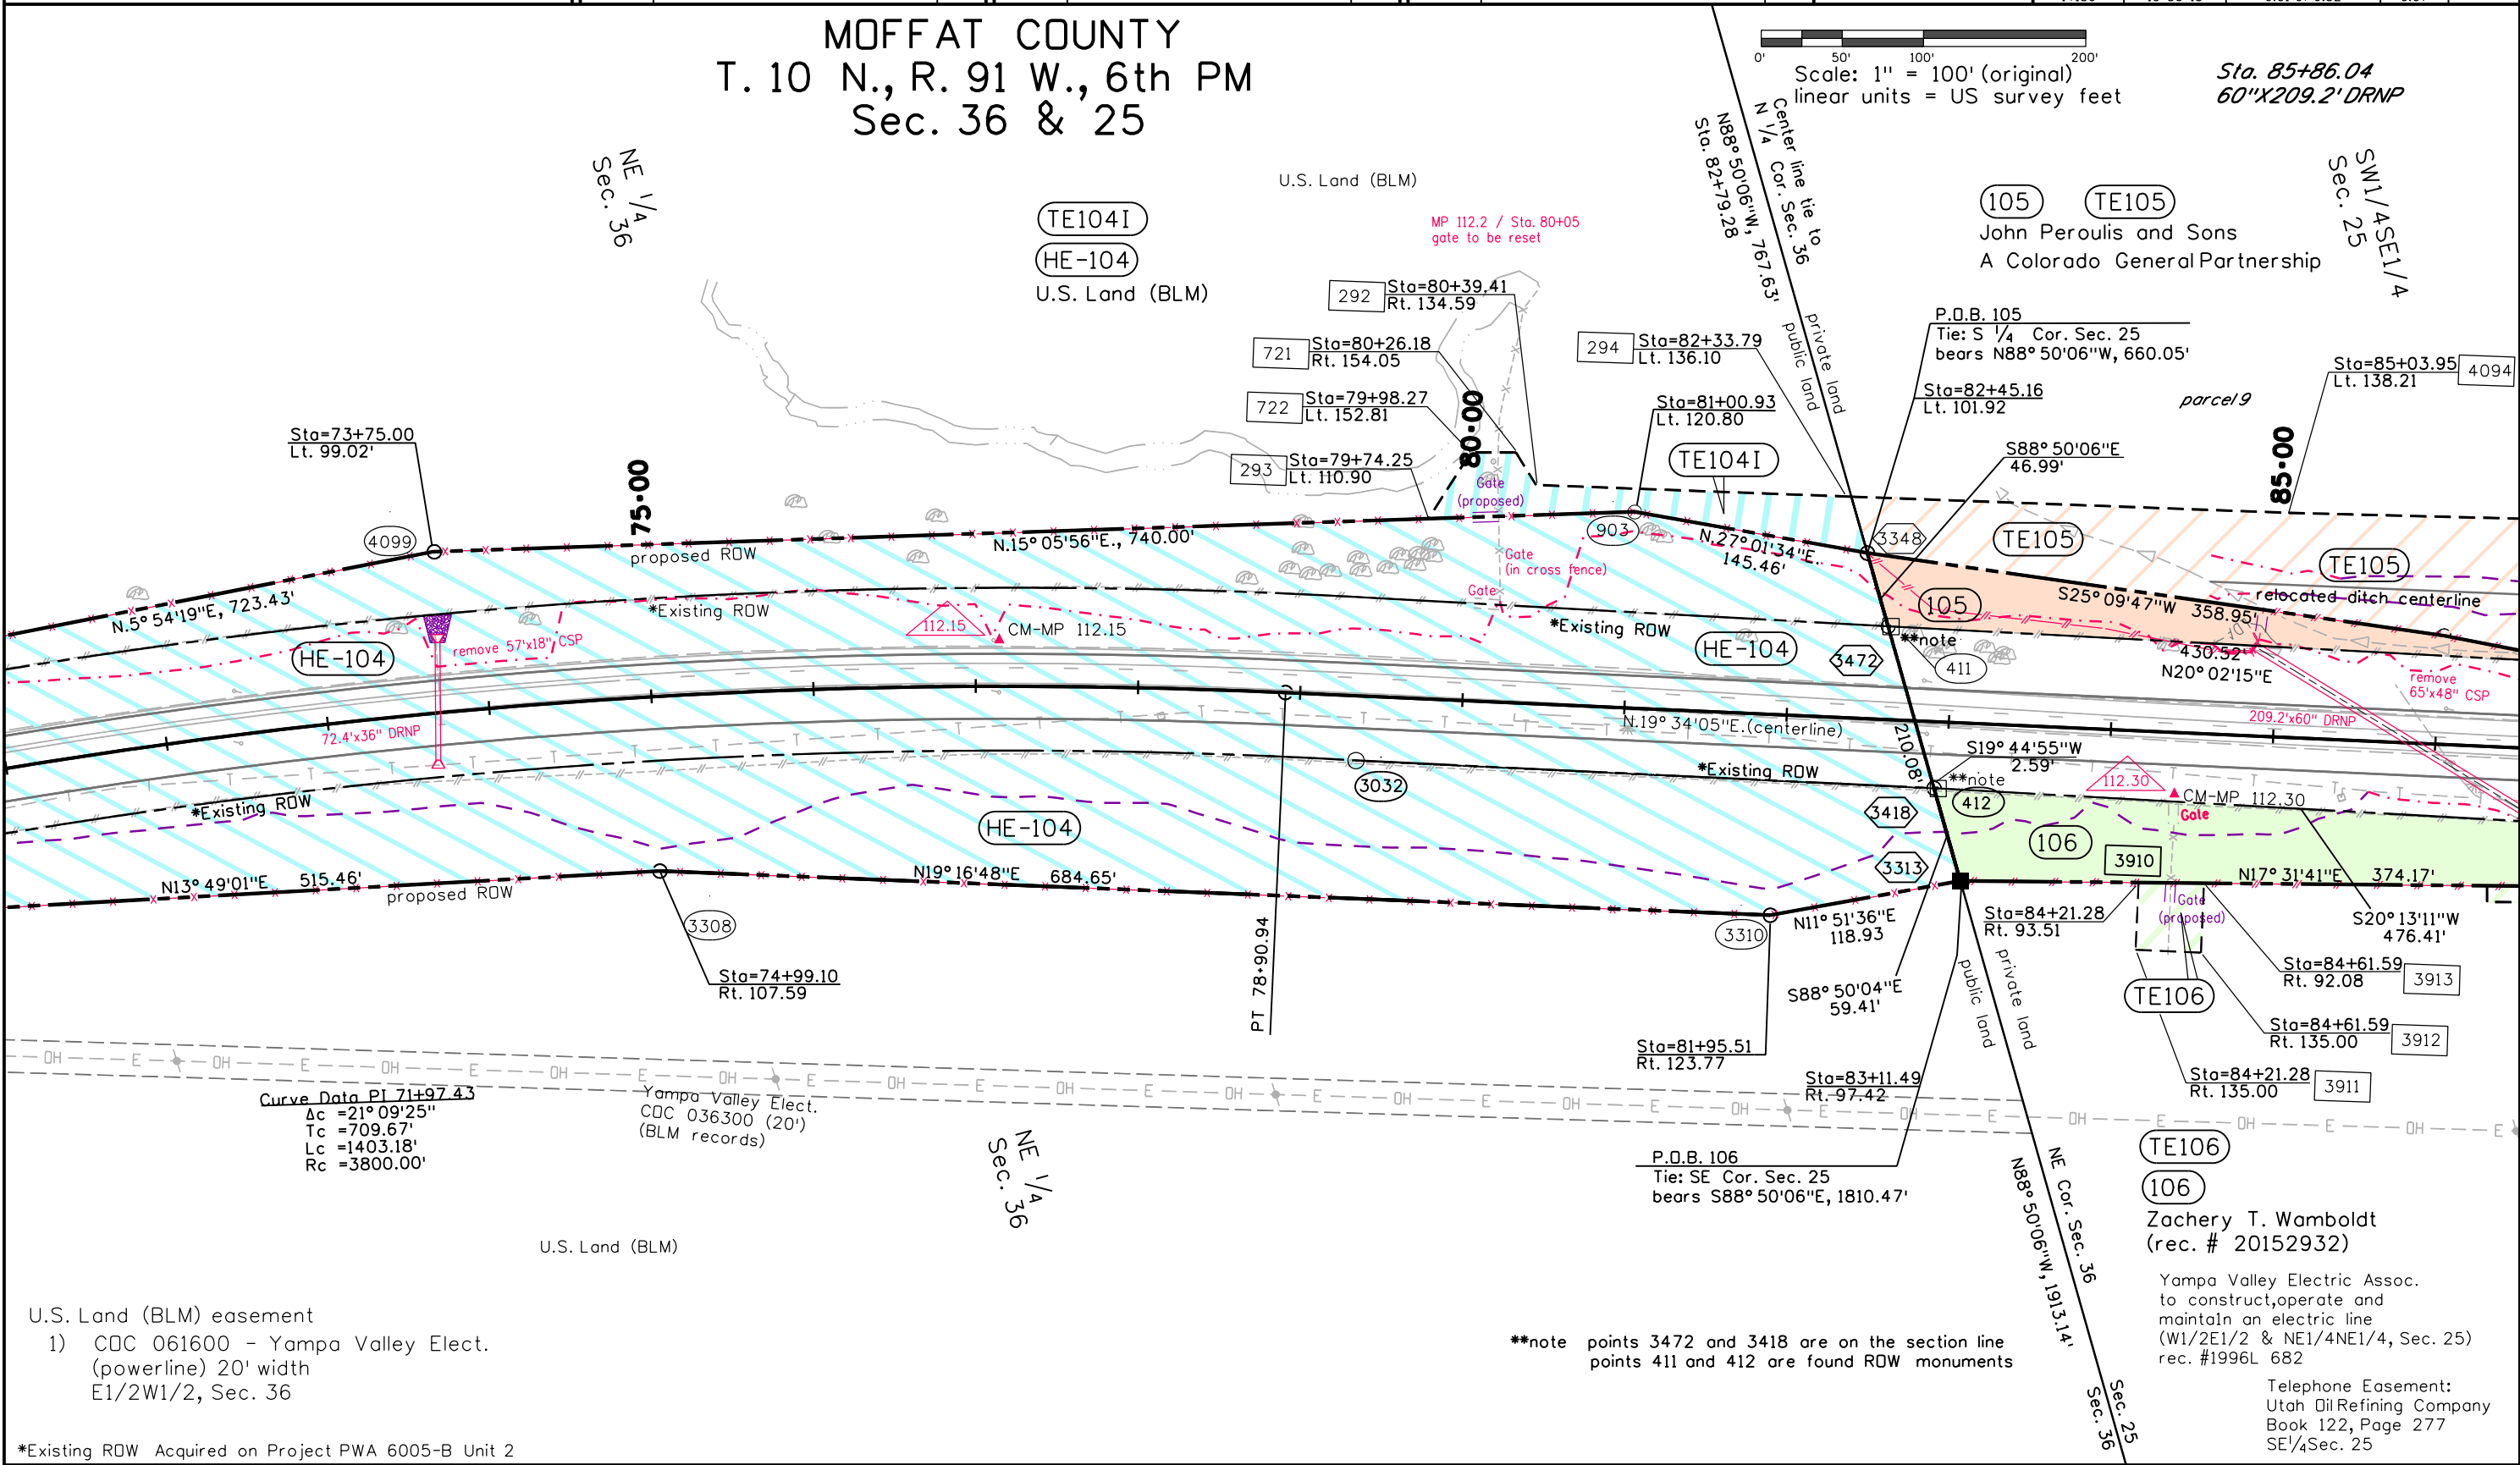 MOFFAT COUNTY
T. 10 N., R. 91 W., 6th PM
Sec. 36 & 25
0' 50' 100' 200'
Scale: 1" = 100' (original)
linear units = US survey feet
Sta. 85+86.04
60"X209.2' DRNP
NE 1/4
Sec. 36
U.S. Land (BLM)
TE104I
HE-104
U.S. Land (BLM)
MP 112.2 / Sta. 80+05
gate to be reset
Center line tie to
N 1/4 Cor. Sec. 36
N88°50'06"W, 767.63'
Sta. 82+79.28
105 TE105
John Peroulis and Sons
A Colorado General Partnership
SW1/4SE1/4
Sec. 25
292 Sta=80+39.41
Rt. 134.59
721 Sta=80+26.18
Rt. 154.05
722 Sta=79+98.27
Lt. 152.81
293 Sta=79+74.25
Lt. 110.90
80+00
294 Sta=82+33.79
Lt. 136.10
Sta=81+00.93
Lt. 120.80
TE104I
private land
public land
P.O.B. 105
Tie: S 1/4 Cor. Sec. 25
bears N88°50'06"W, 660.05'
Sta=82+45.16
Lt. 101.92
S88°50'06"E
46.99'
parcel 9
Sta=85+03.95 4094
Lt. 138.21
85+00
Sta=73+75.00
Lt. 99.02'
4099
75+00
proposed ROW
N.15°05'56"E., 740.00'
Gate
(proposed)
903
N.27°01'34"E.
145.46'
3348
TE105
TE105
relocated ditch centerline
N.5°54'19"E, 723.43'
*Existing ROW
Gate
(in cross fence)
Gate
*Existing ROW
105
S25°09'47"W 358.95'
HE-104
remove 57'x18" CSP
112.15
CM-MP 112.15
HE-104
3472
**note
411
430.52'
N20°02'15"E
remove
65'x48" CSP
72.4'x36" DRNP
N.19°34'05"E.(centerline)
209.2'x60" DRNP
210.08'
S19°44'55"W
2.59'
*Existing ROW
3032
*Existing ROW
**note
412
112.30
CM-MP 112.30
Gate
3418
HE-104
106
3910
3313
N13°49'01"E 515.46'
proposed ROW
N19°16'48"E 684.65'
N17°31'41"E 374.17'
3308
3310
N11°51'36"E
118.93
Gate
(proposed)
Sta=84+21.28
Rt. 93.51
S20°13'11"W
476.41'
Sta=74+99.10
Rt. 107.59
PT 78+90.94
S88°50'04"E
59.41'
public land
private land
TE106
Sta=84+61.59
Rt. 92.08 3913
Sta=84+61.59
Rt. 135.00 3912
Sta=81+95.51
Rt. 123.77
Sta=83+11.49
Rt. 97.42
Sta=84+21.28
Rt. 135.00 3911
OH E OH E OH E OH E OH E OH E OH E OH E OH E OH E OH E OH E OH E OH E OH E
Curve Data PI 71+97.43
Δc =21°09'25"
Tc =709.67'
Lc =1403.18'
Rc =3800.00'
Yampa Valley Elect.
COC 036300 (20')
(BLM records)
NE 1/4
Sec. 36
P.O.B. 106
Tie: SE Cor. Sec. 25
bears S88°50'06"E, 1810.47'
NE Cor. Sec. 36
N88°50'06"W, 1913.14'
TE106
106
Zachery T. Wamboldt
(rec. # 20152932)
U.S. Land (BLM)
U.S. Land (BLM) easement
1) COC 061600 - Yampa Valley Elect.
(powerline) 20' width
E1/2W1/2, Sec. 36
**note points 3472 and 3418 are on the section line
points 411 and 412 are found ROW monuments
Yampa Valley Electric Assoc.
to construct,operate and
maintain an electric line
(W1/2E1/2 & NE1/4NE1/4, Sec. 25)
rec. #1996L 682
Telephone Easement:
Utah Oil Refining Company
Book 122, Page 277
SE1/4Sec. 25
Sec. 25
Sec. 36
*Existing ROW Acquired on Project PWA 6005-B Unit 2